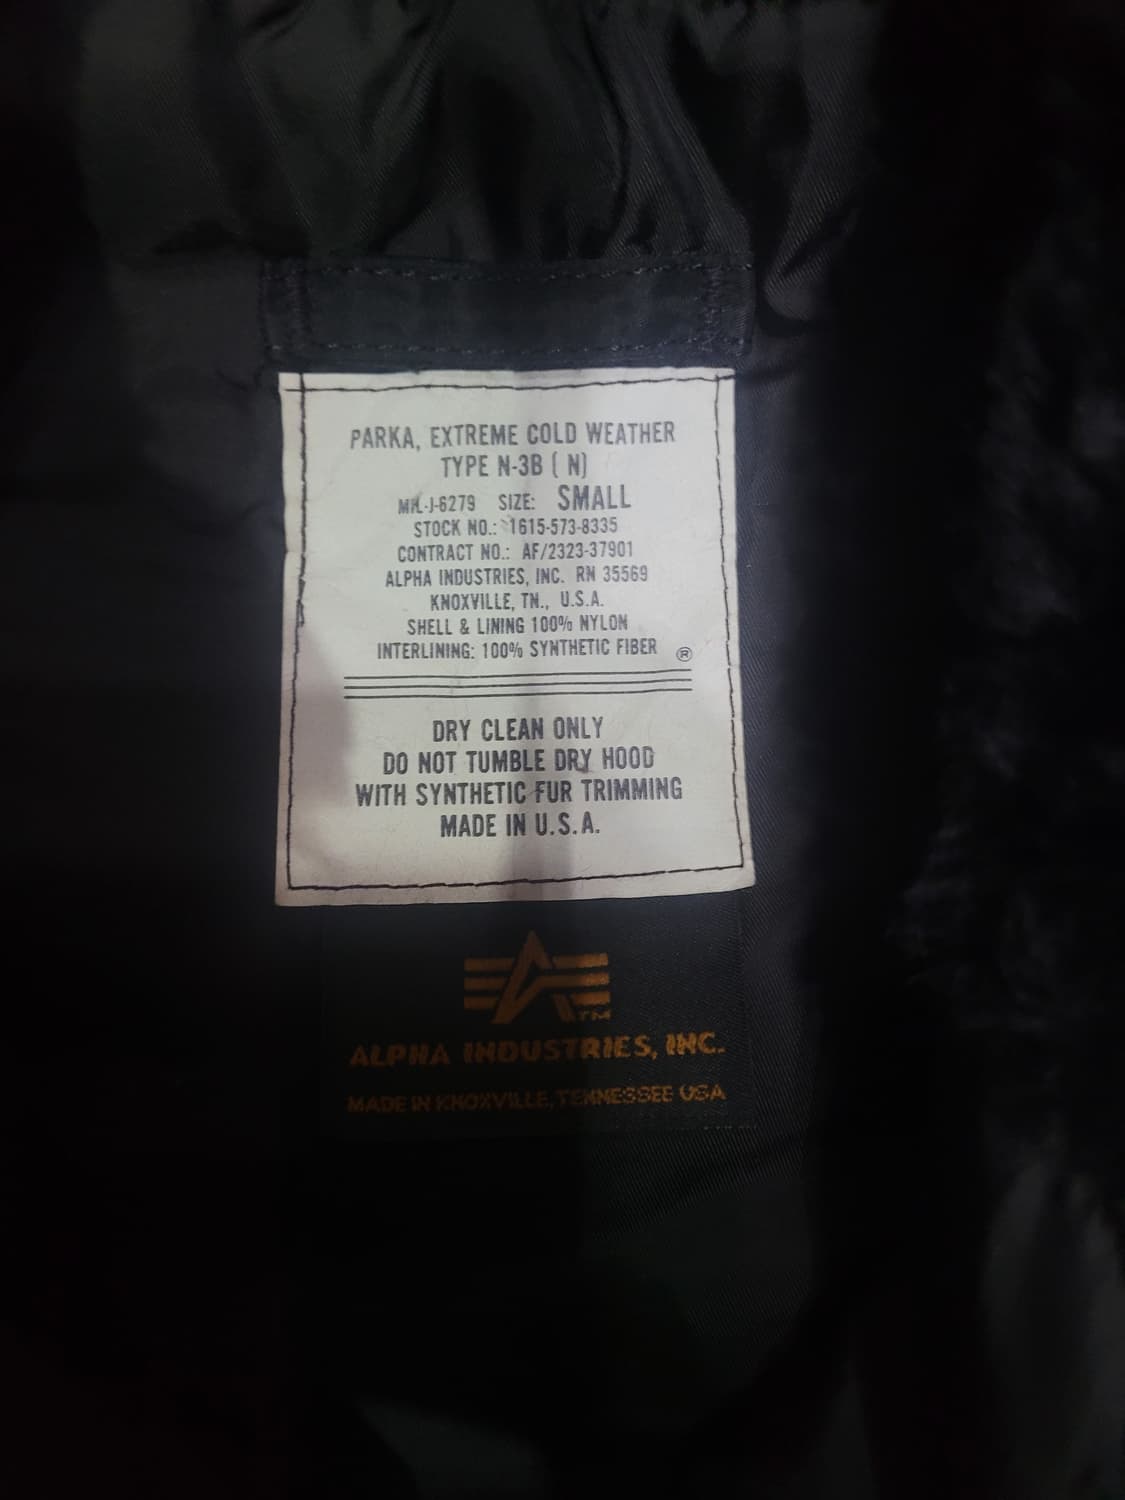 PARKA, EXTREME COLD WEATHER
TYPE N-3B ( N)
MIL-J-6279 SIZE: SMALL
STOCK NO.: 1615-573-8335
CONTRACT NO.: AF/2323-37901
ALPHA INDUSTRIES, INC. RN 35569
KNOXVILLE, TN., U.S.A.
SHELL & LINING 100% NYLON
INTERLINING: 100% SYNTHETIC FIBER ®
DRY CLEAN ONLY
DO NOT TUMBLE DRY HOOD
WITH SYNTHETIC FUR TRIMMING
MADE IN U.S.A.
TM
ALPHA INDUSTRIES, INC.
MADE IN KNOXVILLE, TENNESSEE USA